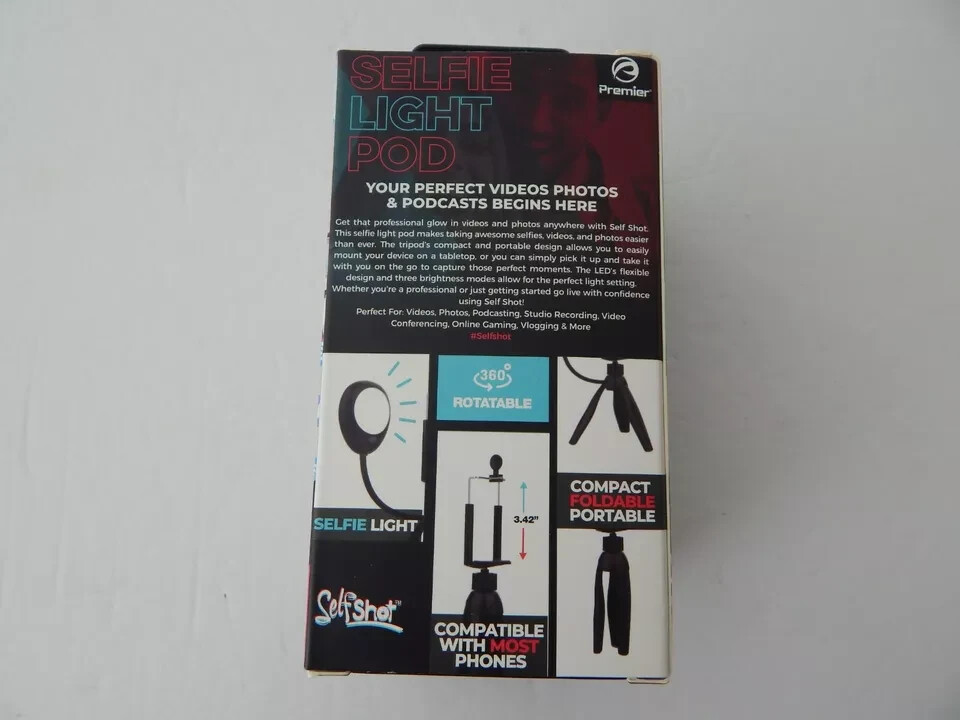 SELFIE
LIGHT
POD
Premier
YOUR PERFECT VIDEOS PHOTOS
& PODCASTS BEGINS HERE
Get that professional glow in videos and photos anywhere with Self Shot.
This selfie light pod makes taking awesome selfies, videos, and photos easier
than ever. The tripod's compact and portable design allows you to easily
mount your device on a tabletop, or you can simply pick it up and take it
with you on the go to capture those perfect moments. The LED's flexible
design and three brightness modes allow for the perfect light setting.
Whether you're a professional or just getting started go live with confidence
using Self Shot!
Perfect For: Videos, Photos, Podcasting, Studio Recording, Video
Conferencing, Online Gaming, Vlogging & More
#Selfshot
SELFIE LIGHT
Selfshot™
360°
ROTATABLE
3.42"
COMPATIBLE
WITH MOST
PHONES
COMPACT
FOLDABLE
PORTABLE